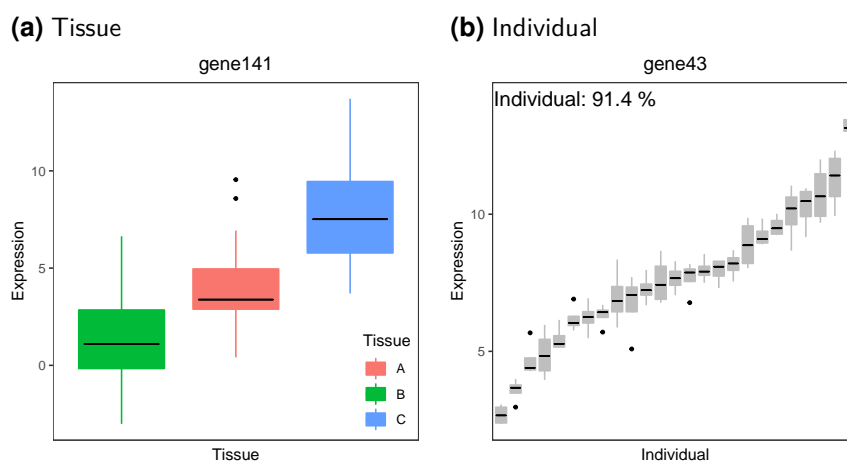 (a) Tissue
gene141
Expression
10
5
0
Tissue
A
B
C
Tissue
(b) Individual
gene43
Individual: 91.4 %
Expression
10
5
Individual